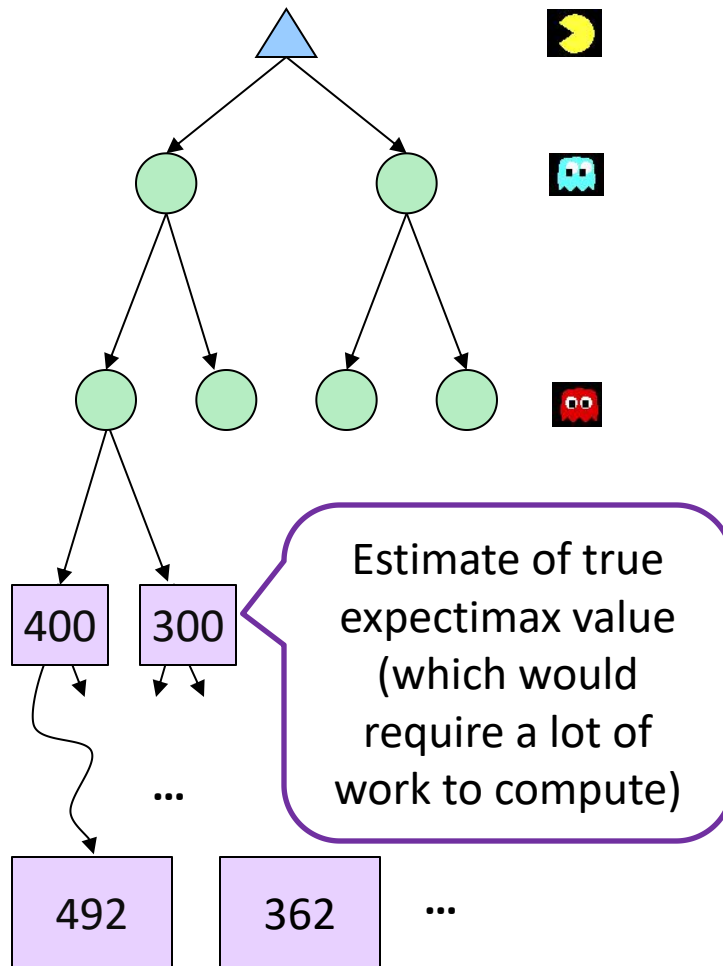 400 300
Estimate of true
expectimax value
(which would
require a lot of
work to compute)
...
492 362 ...